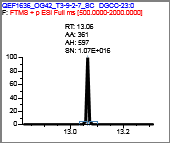 QEF1636_OG42_T3-9-2-7_SC DGCC-23:0
F: FTMS + p ESI Full ms [500.0000-2000.0000]
RT: 13.06
AA: 361
AH: 597
SN: 1.07E+016
100
80
60
40
20
0
13.0
13.2